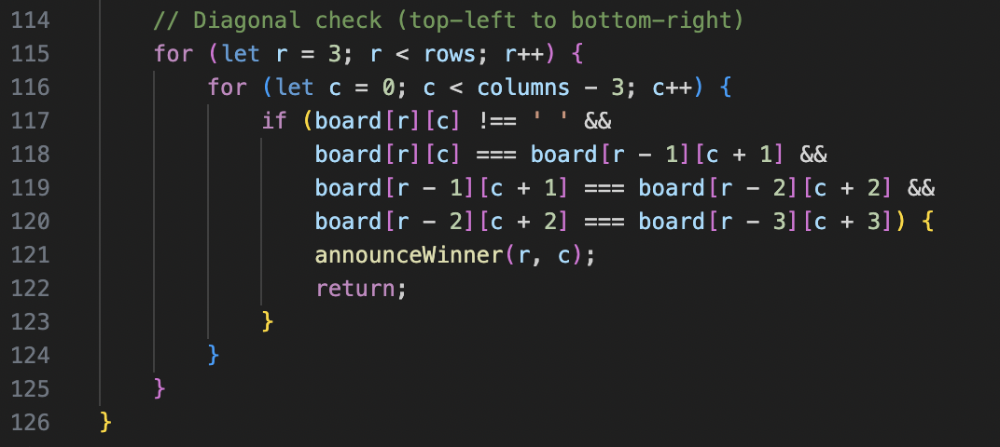 114 // Diagonal check (top-left to bottom-right)
115 for (let r = 3; r < rows; r++) {
116 for (let c = 0; c < columns - 3; c++) {
117 if (board[r][c] !== ' ' &&
118 board[r][c] === board[r - 1][c + 1] &&
119 board[r - 1][c + 1] === board[r - 2][c + 2] &&
120 board[r - 2][c + 2] === board[r - 3][c + 3]) {
121 announceWinner(r, c);
122 return;
123 }
124 }
125 }
126 }